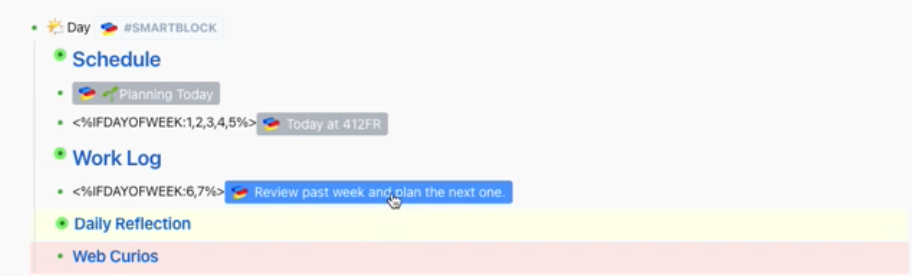 Day #SMARTBLOCK
Schedule
Planning Today
<%IFDAYOFWEEK:1,2,3,4,5%> Today at 412FR
Work Log
<%IFDAYOFWEEK:6,7%> Review past week and plan the next one.
Daily Reflection
Web Curios